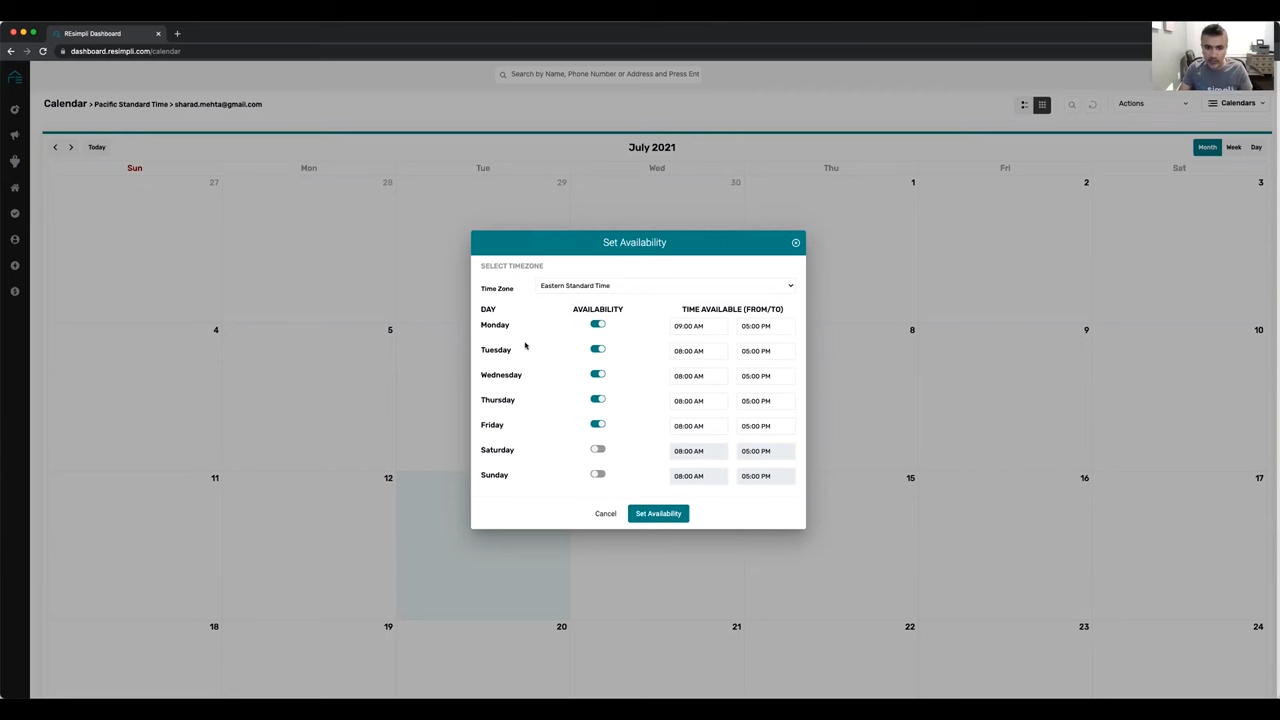 REsimpli Dashboard
dashboard.resimpli.com/calendar
Search by Name, Phone Number or Address and Press Ent
Calendar > Pacific Standard Time > sharad.mehta@gmail.com
Actions
Calendars
Today
July 2021
Month Week Day
Sun Mon Tue Wed Thu Fri Sat
27 28 29 30 1 2 3
Set Availability
SELECT TIMEZONE
Time Zone Eastern Standard Time
DAY AVAILABILITY TIME AVAILABLE (FROM/TO)
Monday 09:00 AM 05:00 PM
4 5 8 9 10
Tuesday 08:00 AM 05:00 PM
Wednesday 08:00 AM 05:00 PM
Thursday 08:00 AM 05:00 PM
Friday 08:00 AM 05:00 PM
Saturday 08:00 AM 05:00 PM
Sunday 08:00 AM 05:00 PM
11 12 15 16 17
Cancel Set Availability
18 19 20 21 22 23 24